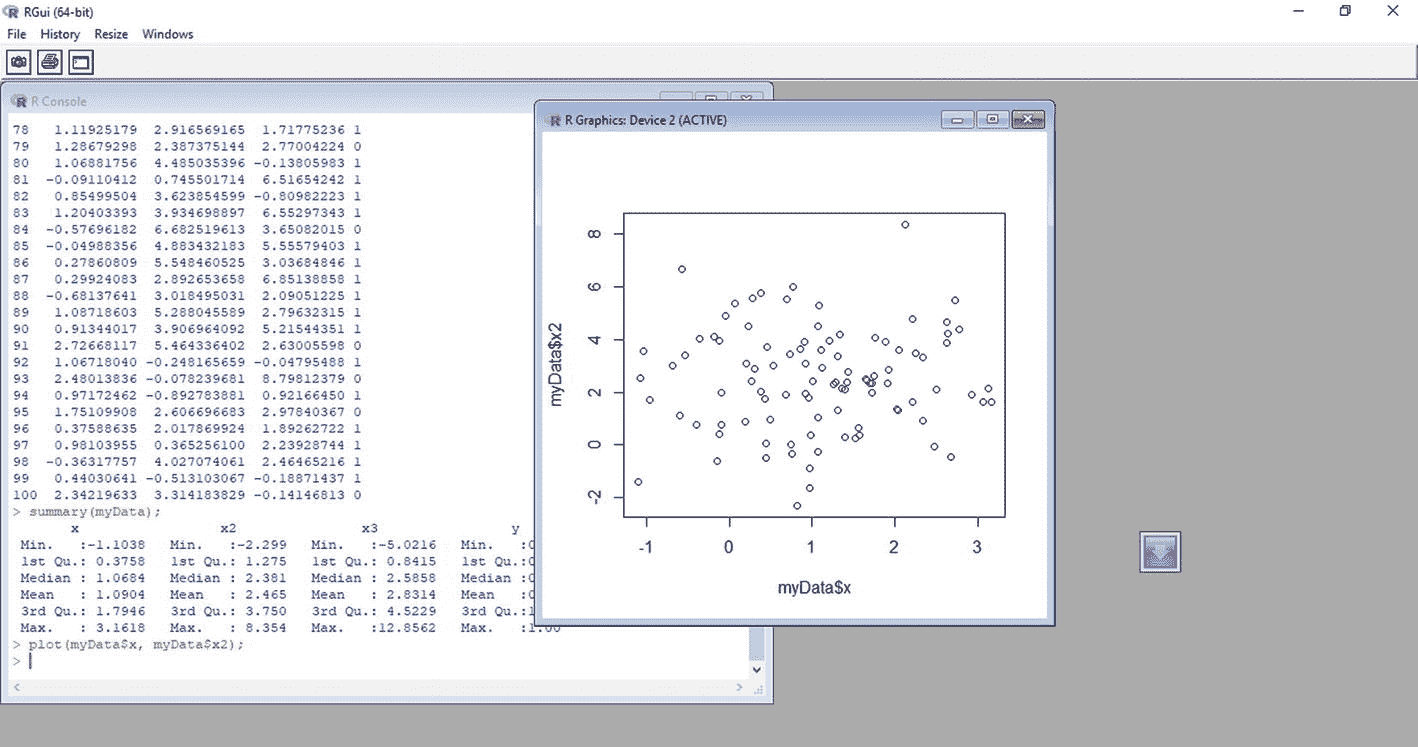 RGui (64-bit)
File History Resize Windows
R Console
78 1.11925179 2.916569165 1.71775236 1
79 1.28679298 2.387375144 2.77004224 0
80 1.06881756 4.485035396 -0.13805983 1
81 -0.09110412 0.745501714 6.51654242 1
82 0.85499504 3.623854599 -0.80982223 1
83 1.20403393 3.934698897 6.55297343 1
84 -0.57696182 6.682519613 3.65082015 0
85 -0.04988356 4.883432183 5.55579403 1
86 0.27860809 5.548460525 3.03684846 1
87 0.29924083 2.892653658 6.85138858 1
88 -0.68137641 3.018495031 2.09051225 1
89 1.08718603 5.288045589 2.79632315 1
90 0.91344017 3.906964092 5.21544351 1
91 2.72668117 5.464336402 2.63005598 0
92 1.06718040 -0.248165659 -0.04795488 1
93 2.48013836 -0.078239681 8.79812379 0
94 0.97172462 -0.892783881 0.92166450 1
95 1.75109908 2.606696683 2.97840367 0
96 0.37588635 2.017869924 1.89262722 1
97 0.98103955 0.365256100 2.23928744 1
98 -0.36317757 4.027074061 2.46465216 1
99 0.44030641 -0.513103067 -0.18871437 1
100 2.34219633 3.314183829 -0.14146813 0
> summary(myData);
x x2 x3 y
Min. :-1.1038 Min. :-2.299 Min. :-5.0216 Min. :0
1st Qu.: 0.3758 1st Qu.: 1.275 1st Qu.: 0.8415 1st Qu.:0
Median : 1.0684 Median : 2.381 Median : 2.5858 Median :0
Mean : 1.0904 Mean : 2.465 Mean : 2.8314 Mean :0
3rd Qu.: 1.7946 3rd Qu.: 3.750 3rd Qu.: 4.5229 3rd Qu.:1
Max. : 3.1618 Max. : 8.354 Max. :12.8562 Max. :1.00
> plot(myData$x, myData$x2);
>
R Graphics: Device 2 (ACTIVE)
8
6
4
2
0
-2
myData$x2
-1 0 1 2 3
myData$x